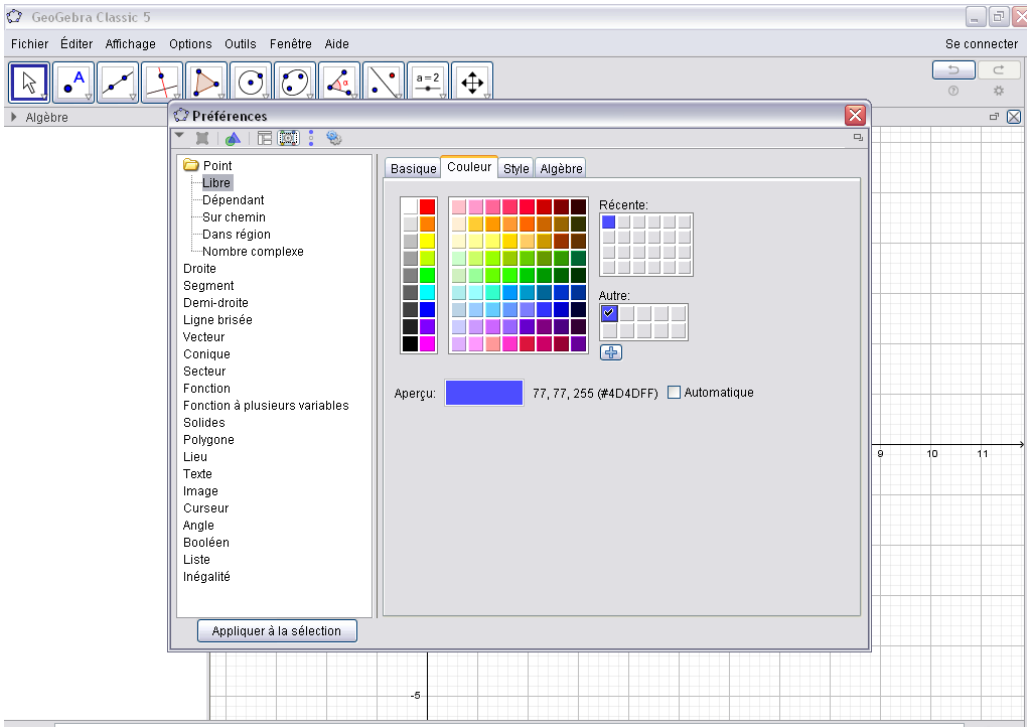 GeoGebra Classic 5
Fichier Éditer Affichage Options Outils Fenêtre Aide Se connecter
A α a=2
Algèbre
Préférences
Basique Couleur Style Algèbre
Point
Libre
Dépendant
Sur chemin
Dans région
Nombre complexe
Droite
Segment
Demi-droite
Ligne brisée
Vecteur
Conique
Secteur
Fonction
Fonction à plusieurs variables
Solides
Polygone
Lieu
Texte
Image
Curseur
Angle
Booléen
Liste
Inégalité
Récente:
Autre:
Aperçu: 77, 77, 255 (#4D4DFF) Automatique
Appliquer à la sélection
9 10 11
-5